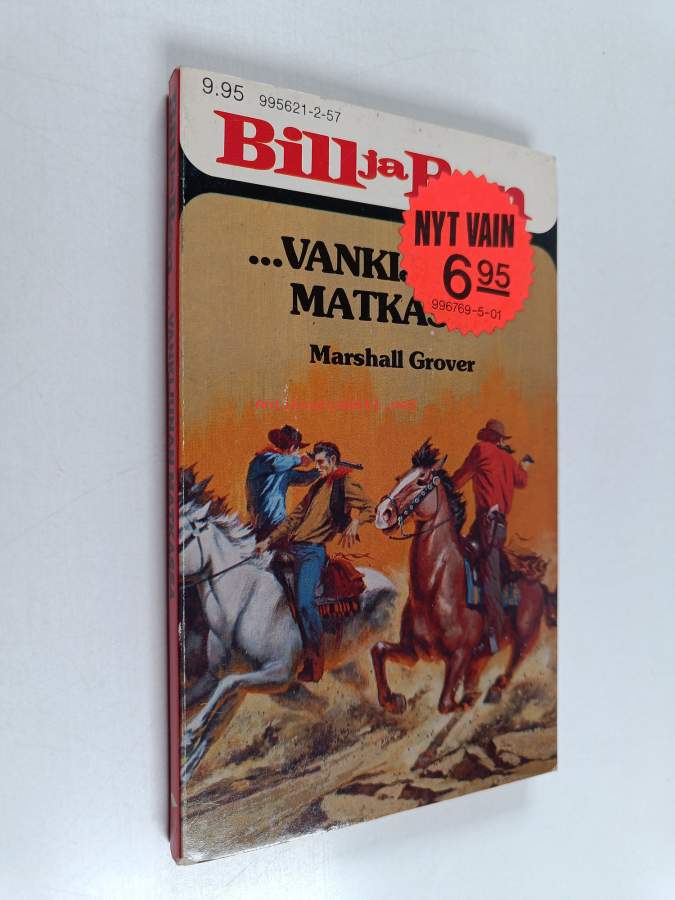 9.95 995621-2-57
Bill ja
NYT VAIN
6 95
996769-5-01
...VANKI
MATKAS
Marshall Grover